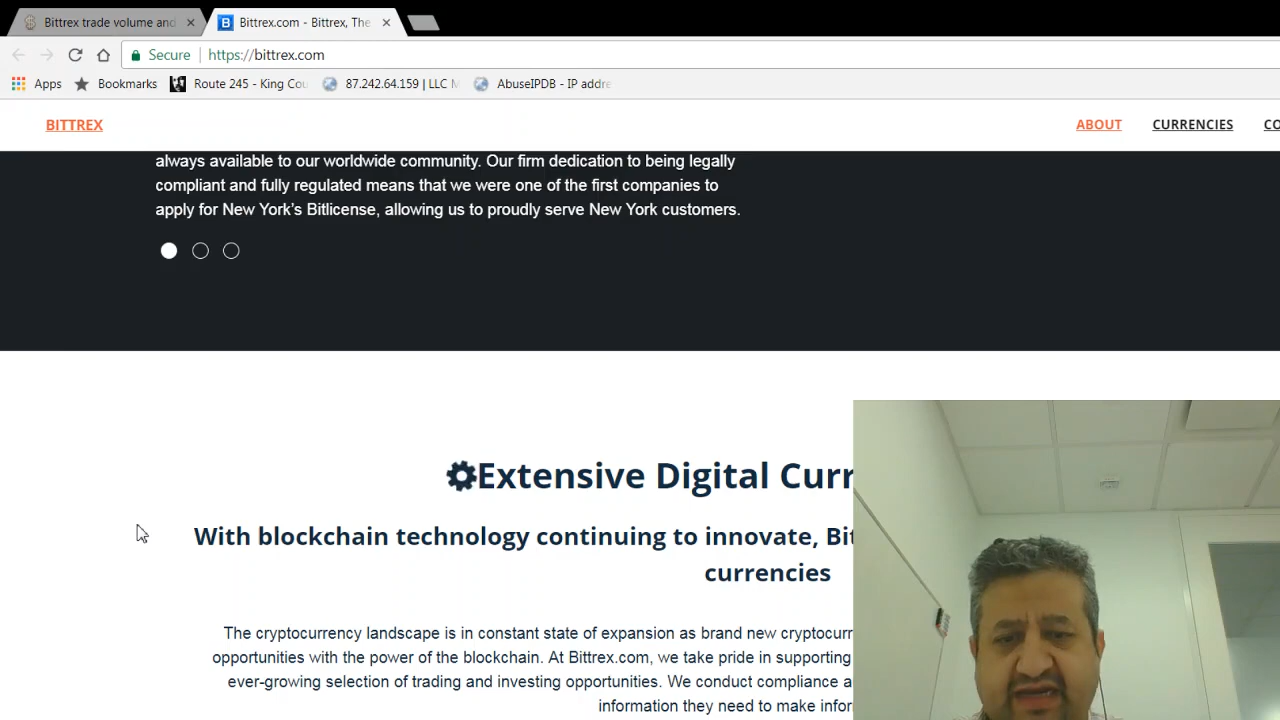 Bittrex trade volume and
Bittrex.com - Bittrex, The
Secure
https://bittrex.com
Apps
Bookmarks
Route 245 - King Cou
87.242.64.159 | LLC M
AbuseIPDB - IP addre
BITTREX
ABOUT
CURRENCIES
CO
always available to our worldwide community. Our firm dedication to being legally
compliant and fully regulated means that we were one of the first companies to
apply for New York’s Bitlicense, allowing us to proudly serve New York customers.
Extensive Digital Curr
With blockchain technology continuing to innovate, Bit
currencies
The cryptocurrency landscape is in constant state of expansion as brand new cryptocurr
opportunities with the power of the blockchain. At Bittrex.com, we take pride in supporting
ever-growing selection of trading and investing opportunities. We conduct compliance a
information they need to make infor